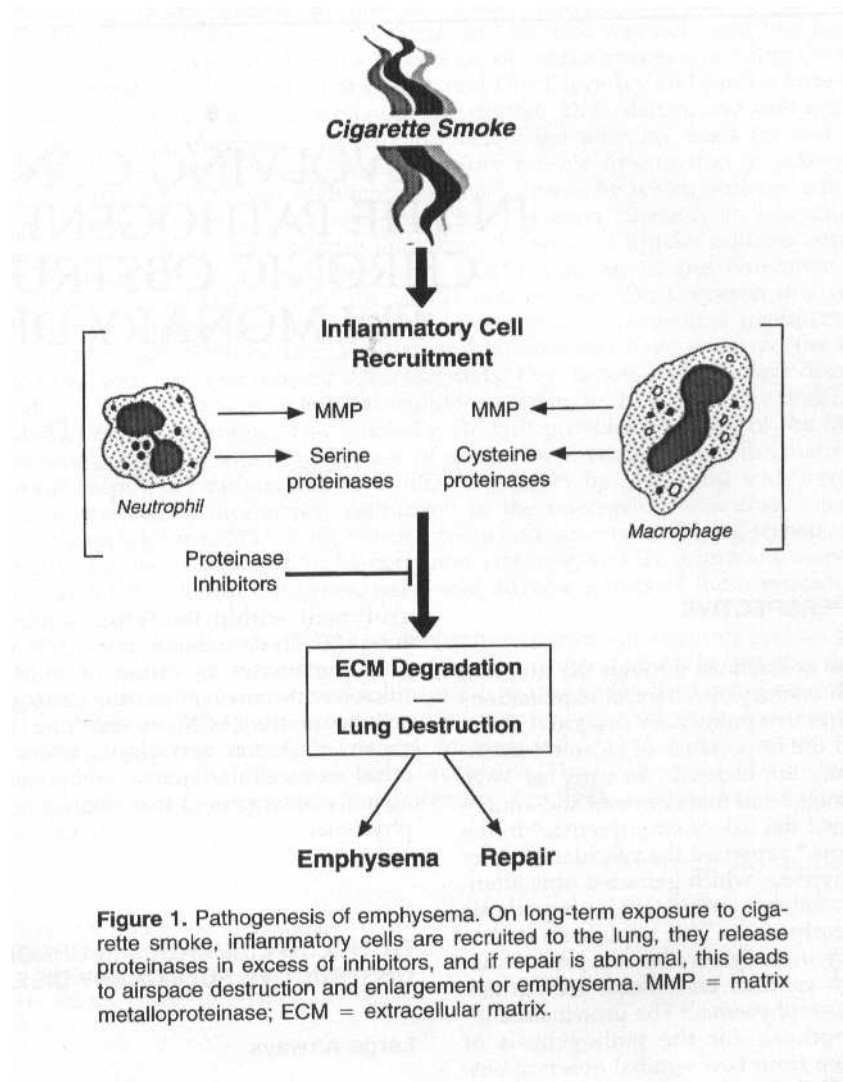 Cigarette Smoke
Inflammatory Cell
Recruitment
MMP
MMP
Serine
proteinases
Cysteine
proteinases
Neutrophil
Macrophage
Proteinase
Inhibitors
ECM Degradation
Lung Destruction
Emphysema
Repair
Figure 1. Pathogenesis of emphysema. On long-term exposure to ciga-
rette smoke, inflammatory cells are recruited to the lung, they release
proteinases in excess of inhibitors, and if repair is abnormal, this leads
to airspace destruction and enlargement or emphysema. MMP = matrix
metalloproteinase; ECM = extracellular matrix.